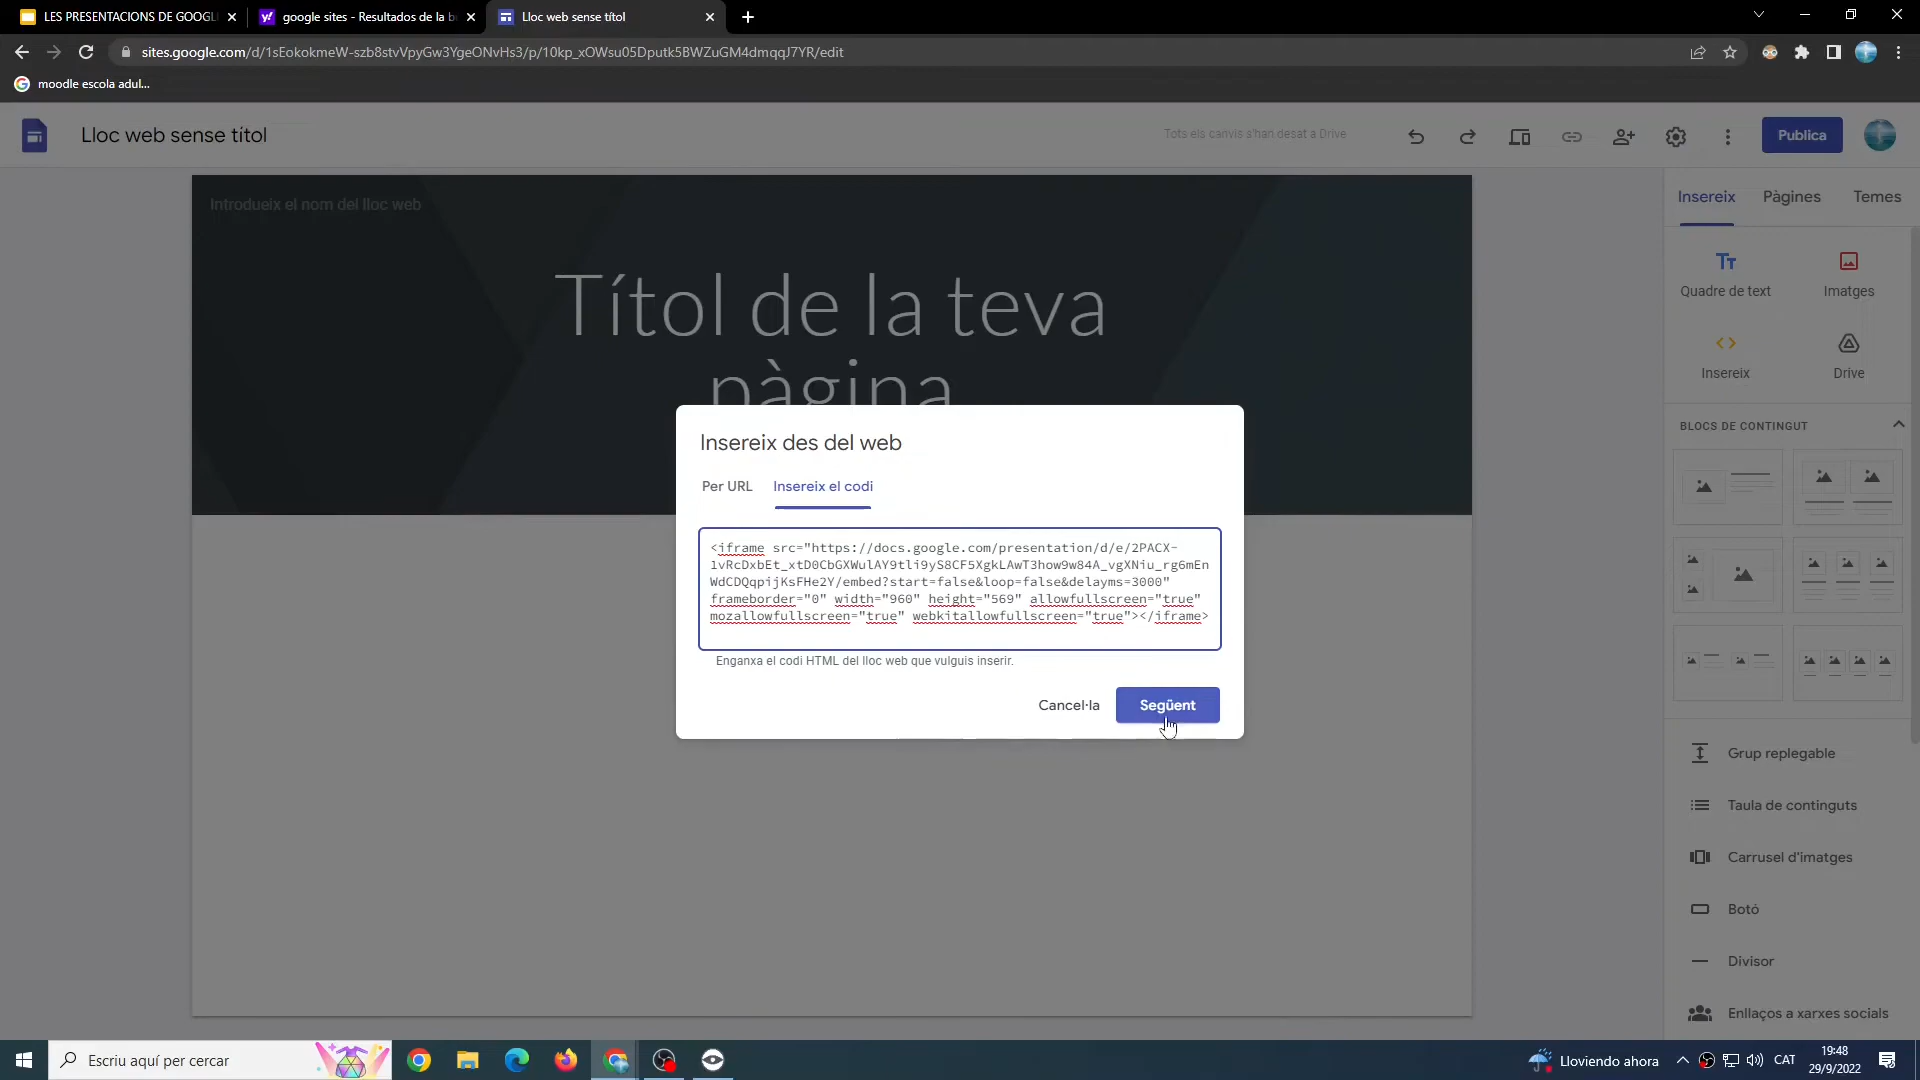 LES PRESENTACIONS DE GOOGL
google sites - Resultados de la b
Lloc web sense títol
sites.google.com/d/1sEokokmeW-szb8stvVpyGw3YgeONvHs3/p/10kp_xOWsu05Dputk5BWZuGM4dmqqJ7YR/edit
moodle escola adul...
Lloc web sense títol
Tots els canvis s'han desat a Drive
Publica
Introdueix el nom del lloc web
Títol de la teva
pàgina
Insereix
Pàgines
Temes
Quadre de text
Imatges
Insereix
Drive
BLOCS DE CONTINGUT
Grup replegable
Taula de continguts
Carrusel d'imatges
Botó
Divisor
Enllaços a xarxes socials
Insereix des del web
Per URL
Insereix el codi
<iframe src="https://docs.google.com/presentation/d/e/2PACX-
1vRcDxbEt_xtD0CbGXWulAY9tli9yS8CF5XgkLAwT3how9w84A_vgXNiu_rg6mEn
WdCDQqpijKsFHe2Y/embed?start=false&loop=false&delayms=3000"
frameborder="0" width="960" height="569" allowfullscreen="true"
mozallowfullscreen="true" webkitallowfullscreen="true"></iframe>
Enganxa el codi HTML del lloc web que vulguis inserir.
Cancel·la
Següent
Escriu aquí per cercar
Lloviendo ahora
CAT
19:48
29/9/2022